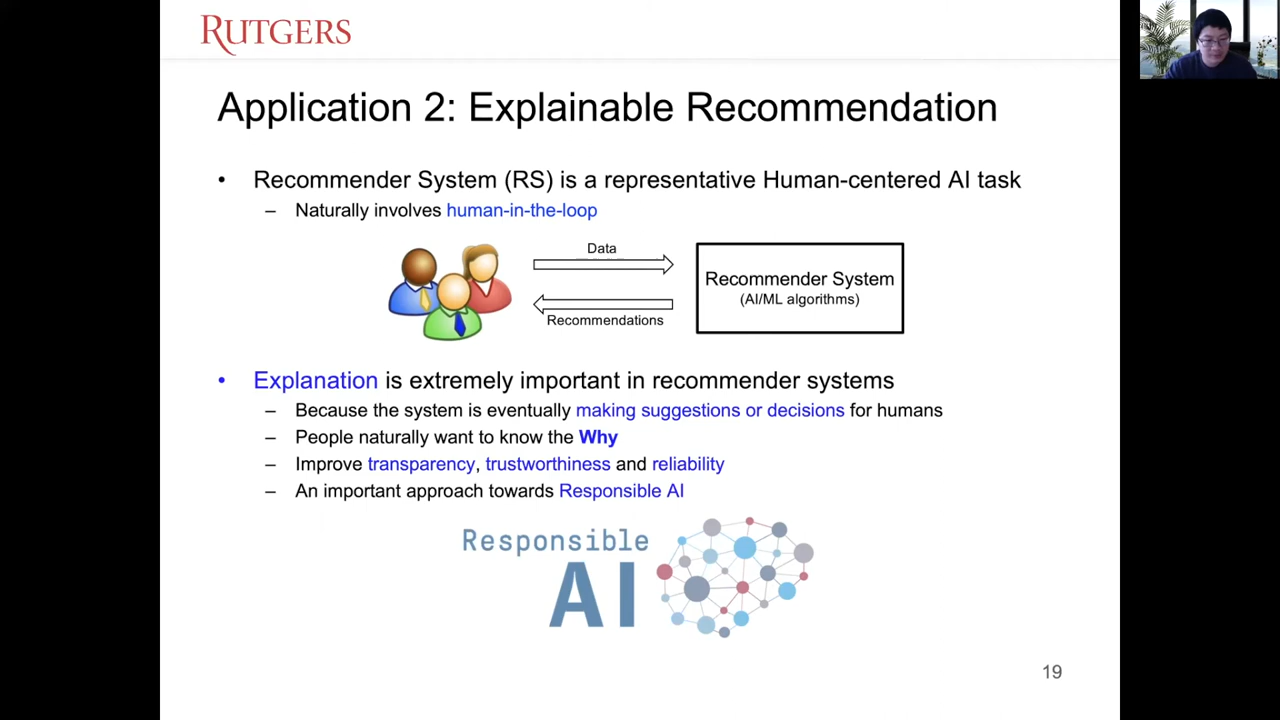 RUTGERS
Application 2: Explainable Recommendation
• Recommender System (RS) is a representative Human-centered AI task
– Naturally involves human-in-the-loop
Data
Recommendations
Recommender System
(AI/ML algorithms)
• Explanation is extremely important in recommender systems
– Because the system is eventually making suggestions or decisions for humans
– People naturally want to know the Why
– Improve transparency, trustworthiness and reliability
– An important approach towards Responsible AI
Responsible
AI
19